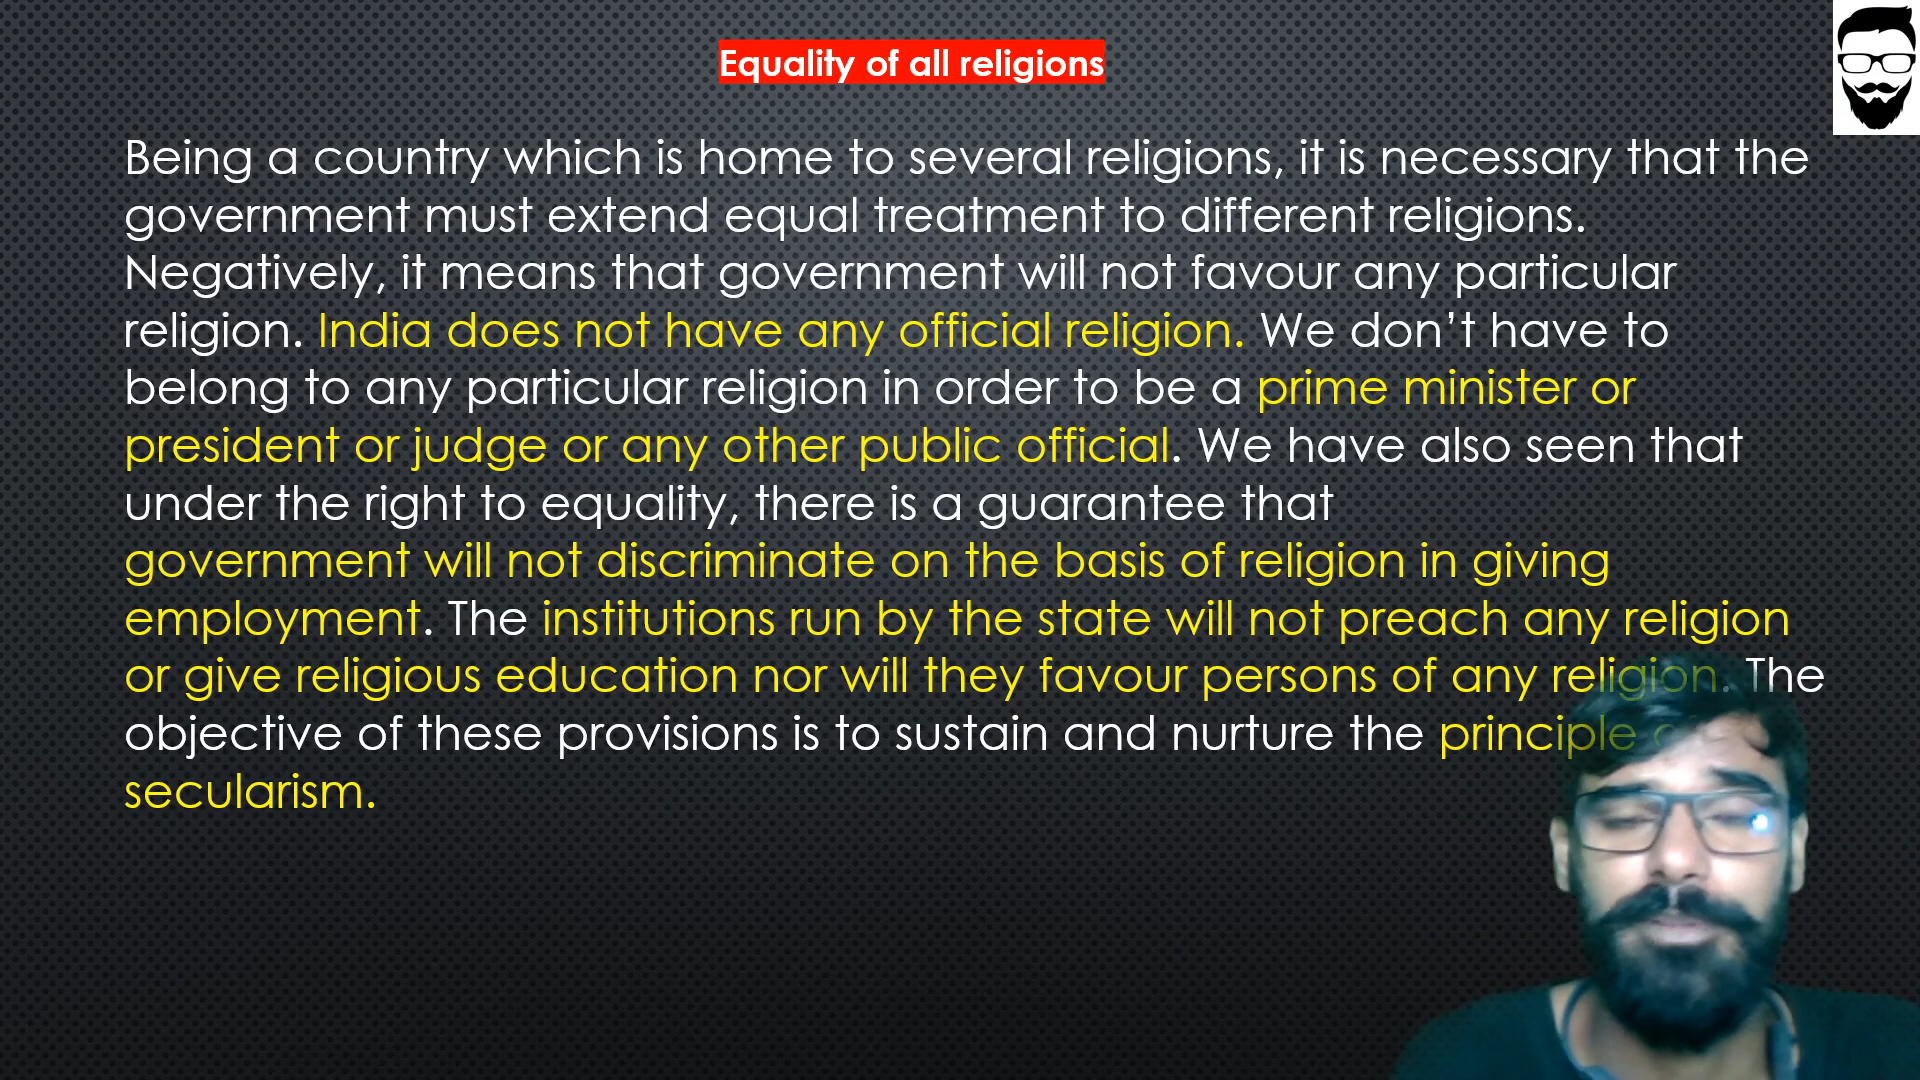 Equality of all religions
Being a country which is home to several religions, it is necessary that the
government must extend equal treatment to different religions.
Negatively, it means that government will not favour any particular
religion. India does not have any official religion. We don’t have to
belong to any particular religion in order to be a prime minister or
president or judge or any other public official. We have also seen that
under the right to equality, there is a guarantee that
government will not discriminate on the basis of religion in giving
employment. The institutions run by the state will not preach any religion
or give religious education nor will they favour persons of any religion. The
objective of these provisions is to sustain and nurture the principle
secularism.